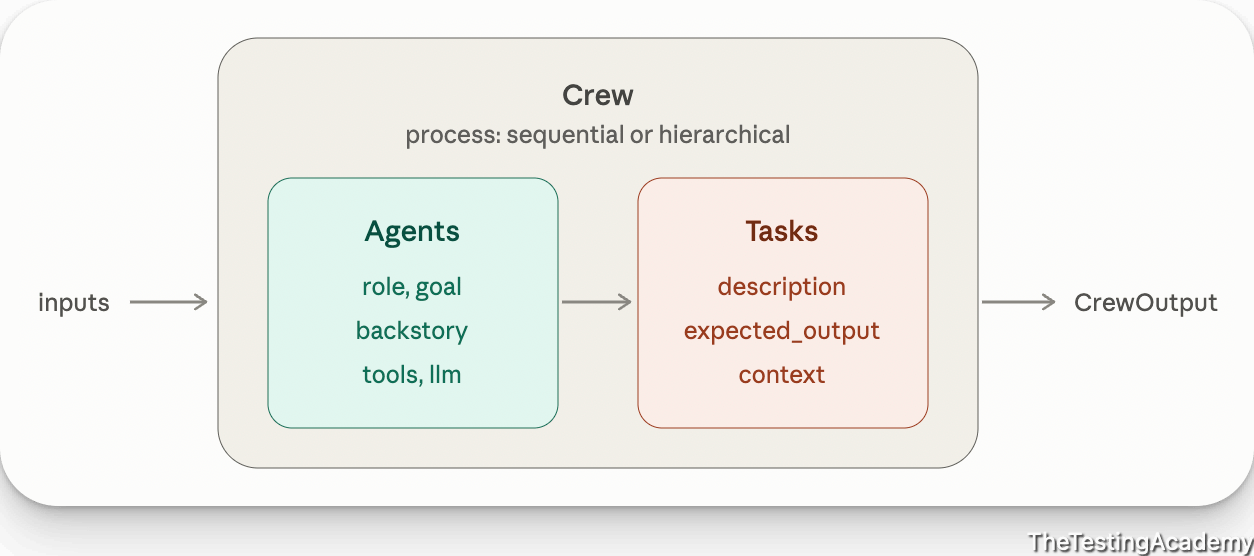 Crew
process: sequential or hierarchical
inputs
Agents
role, goal
backstory
tools, llm
Tasks
description
expected_output
context
CrewOutput
TheTestingAcademy